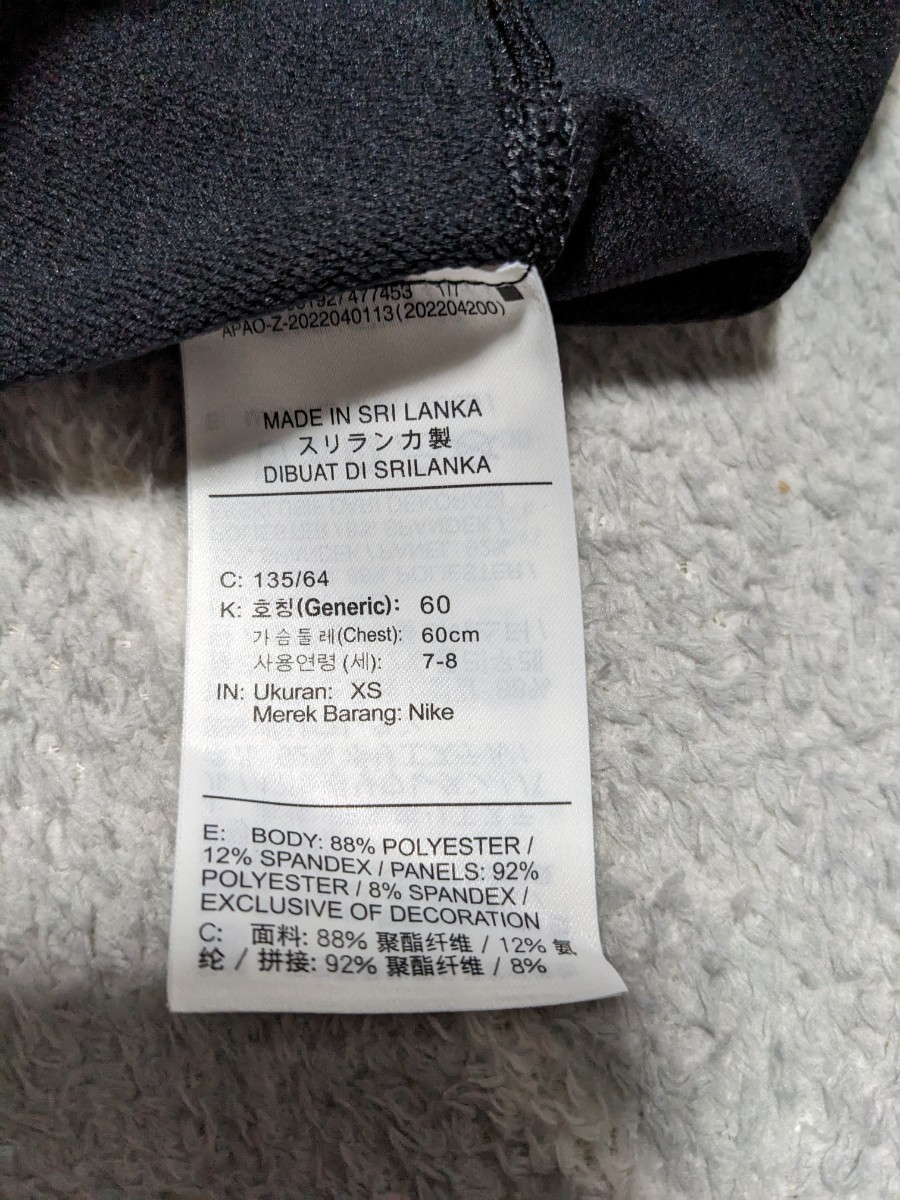 477453
APAO-Z-2022040113(202204200)
MADE IN SRI LANKA
スリランカ製
DIBUAT DI SRILANKA
C: 135/64
K: 호칭(Generic): 60
가슴둘레(Chest): 60cm
사용연령(세): 7-8
IN: Ukuran: XS
Merek Barang: Nike
E: BODY: 88% POLYESTER /
12% SPANDEX / PANELS: 92%
POLYESTER / 8% SPANDEX /
EXCLUSIVE OF DECORATION
C: 面料: 88% 聚酯纤维 / 12% 氨
纶 / 拼接: 92% 聚酯纤维 / 8%